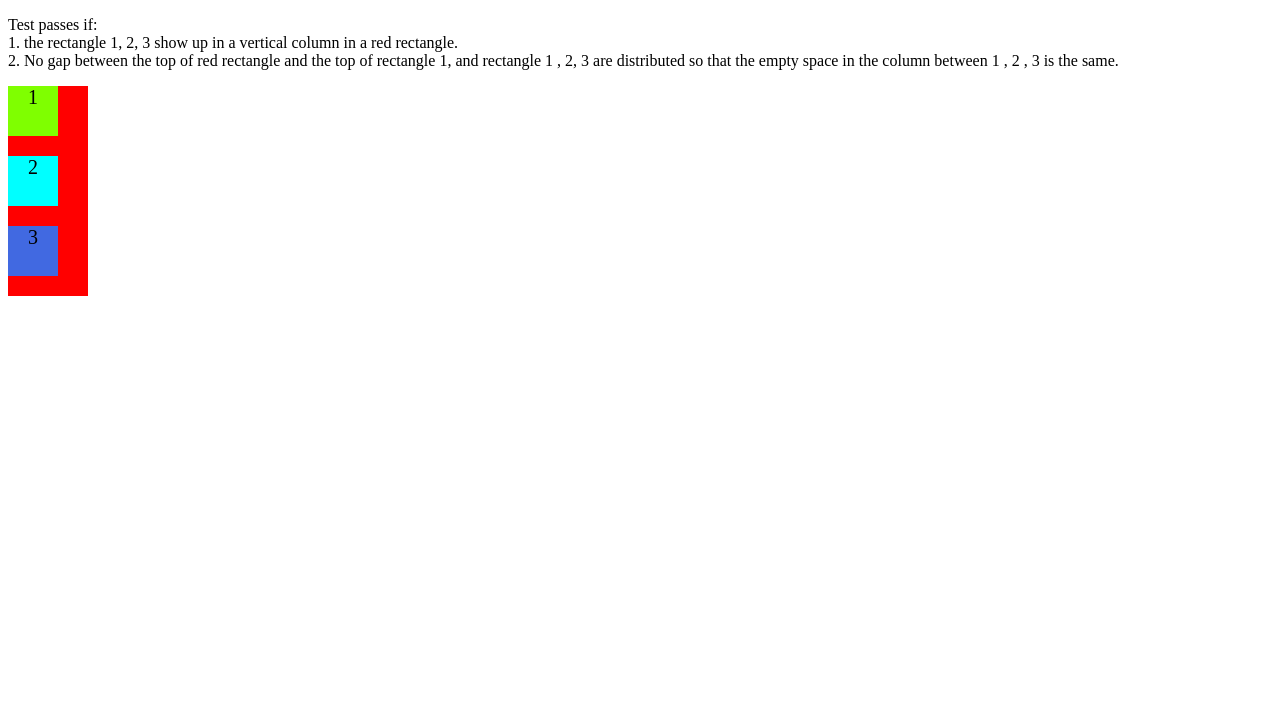 Test passes if:
1. the rectangle 1, 2, 3 show up in a vertical column in a red rectangle.
2. No gap between the top of red rectangle and the top of rectangle 1, and rectangle 1 , 2, 3 are distributed so that the empty space in the column between 1 , 2 , 3 is the same.
1
2
3